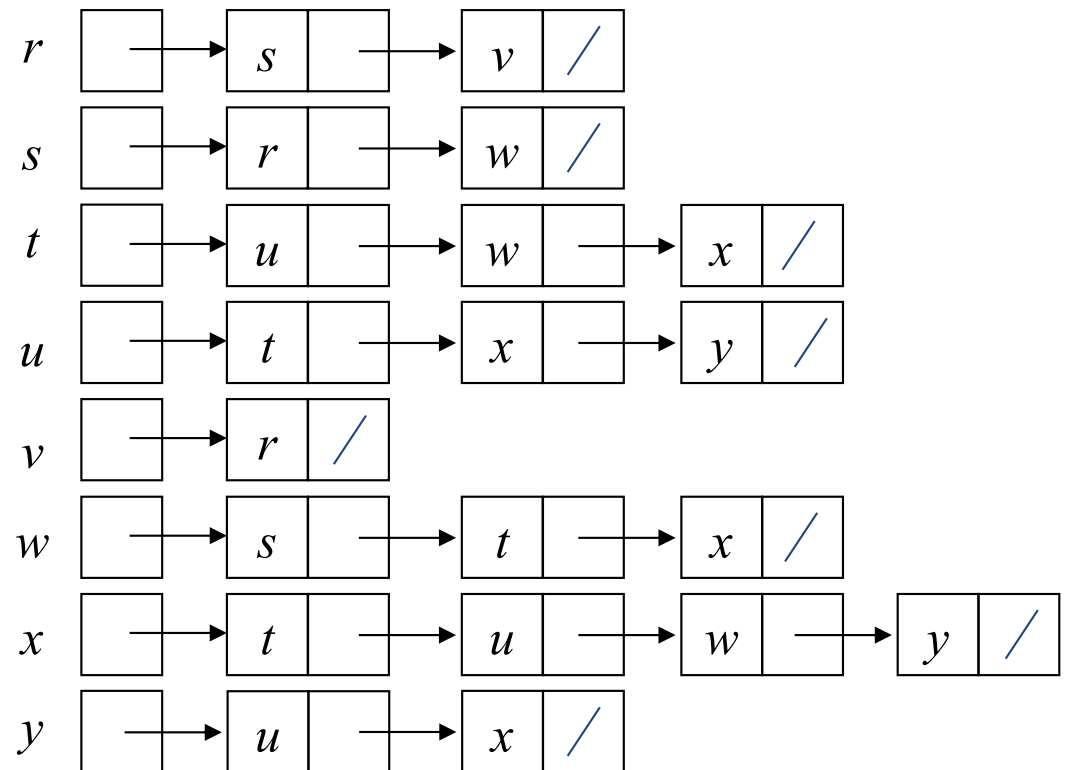 r s v
s r w
t u w x
u t x y
v r
w s t x
x t u w y
y u x